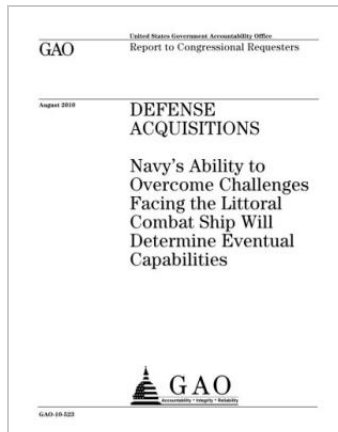 United States Government Accountability Office
GAO
Report to Congressional Requesters
August 2010
DEFENSE
ACQUISITIONS
Navy's Ability to
Overcome Challenges
Facing the Littoral
Combat Ship Will
Determine Eventual
Capabilities
GAO
Accountability * Integrity * Reliability
GAO-10-523